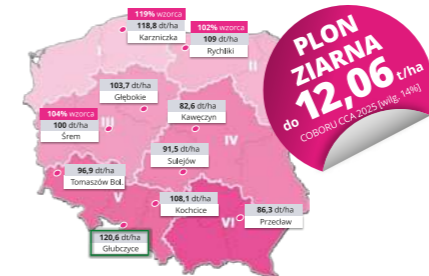 119% wzorca
118,8 dt/ha
Karzniczka
102% wzorca
109 dt/ha
Rychliki
I
II
103,7 dt/ha
Głębokie
82,6 dt/ha
Kawęczyn
104% wzorca
100 dt/ha
Śrem
III
IV
91,5 dt/ha
Sulejów
96,9 dt/ha
Tomaszów Bol.
V
108,1 dt/ha
Kochcice
VI
86,3 dt/ha
Przecław
120,6 dt/ha
Głubczyce
PLON
ZIARNA
do 12,06 t/ha
COBORU CCA 2025 [wilg. 14%]